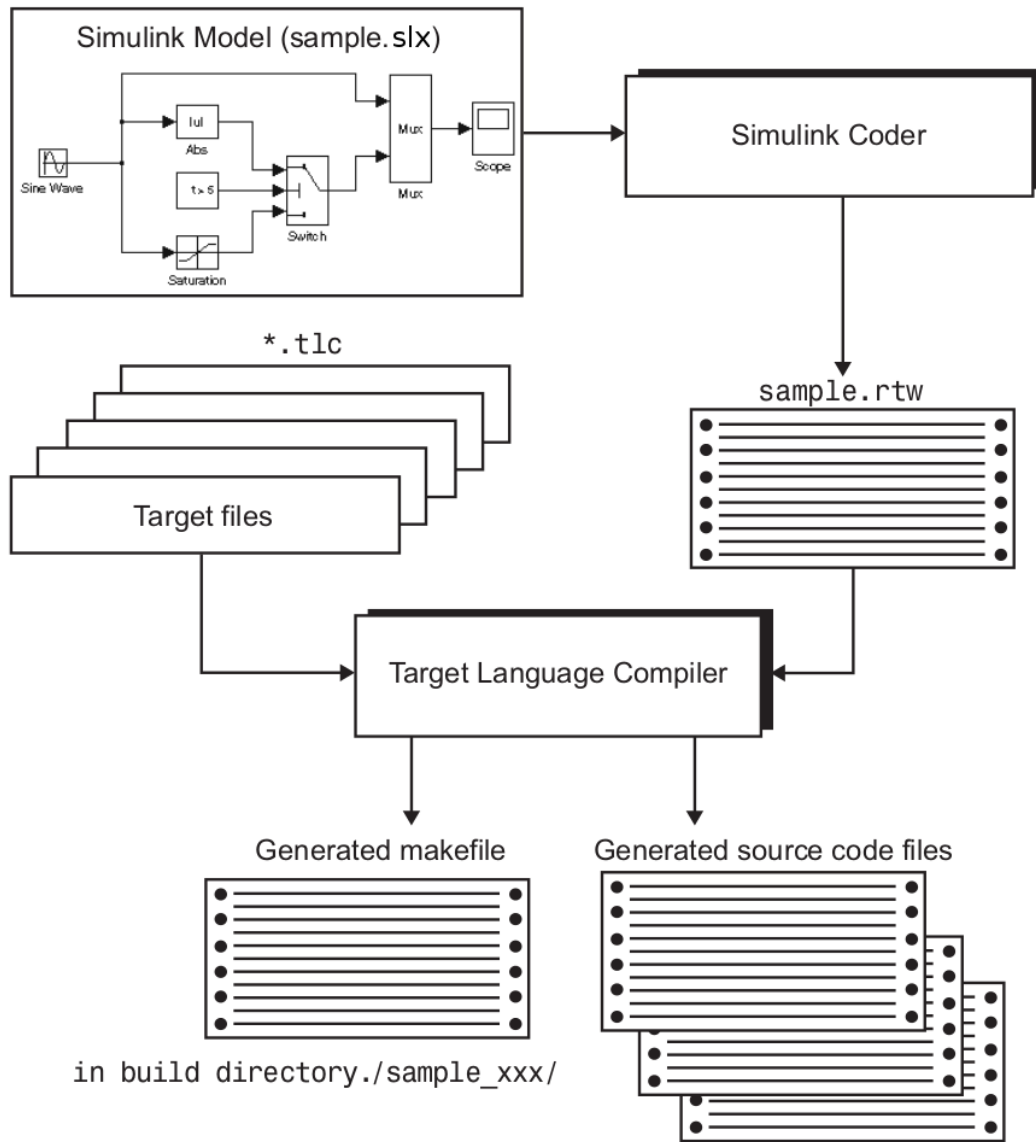 Simulink Model (sample.slx)
Sine Wave
|u|
Abs
t> 5
Saturation
Switch
Mux
Mux
Scope
Simulink Coder
*.tlc
Target files
sample.rtw
Target Language Compiler
Generated makefile
in build directory./sample_xxx/
Generated source code files